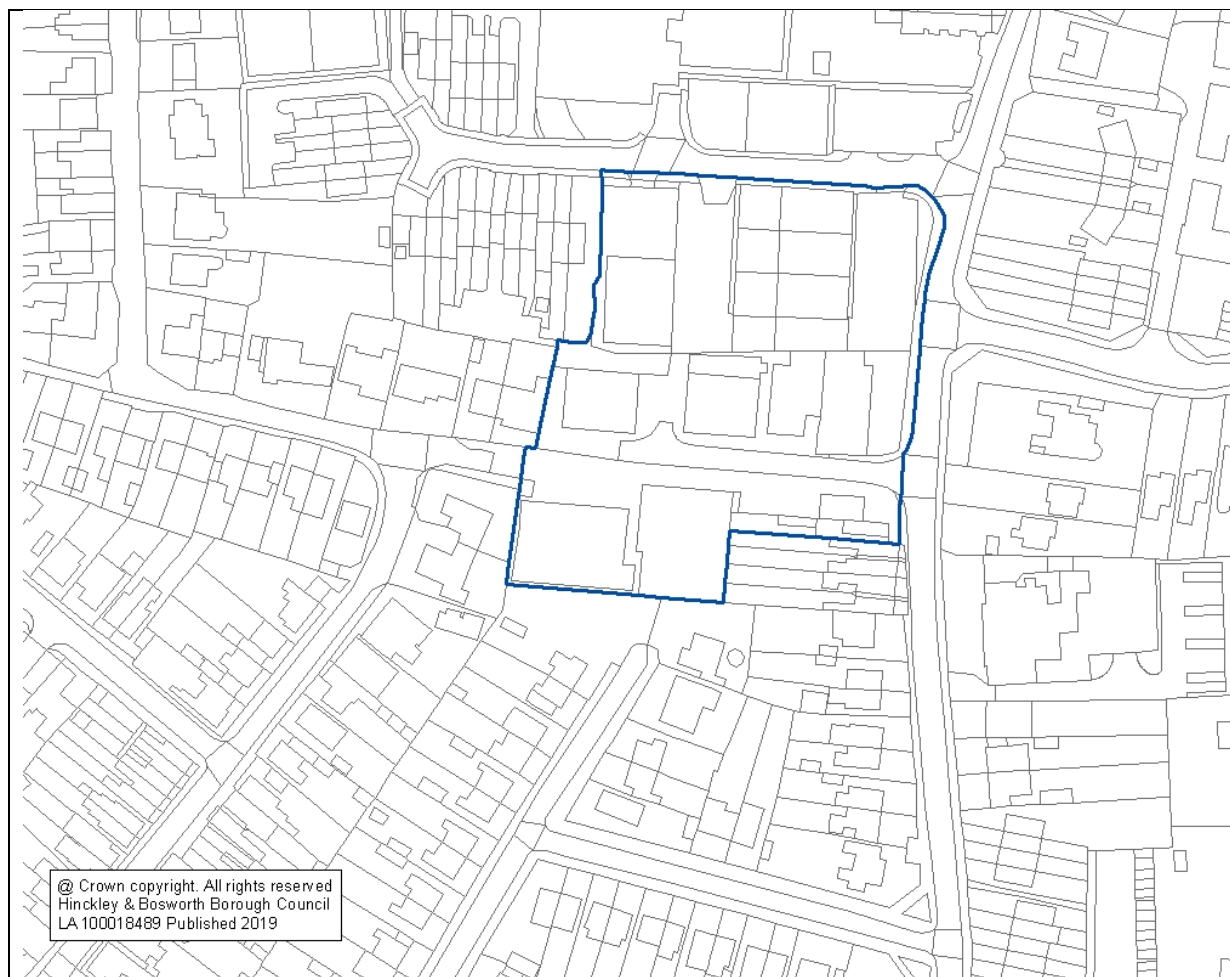 @ Crown copyright. All rights reserved
Hinckley & Bosworth Borough Council
LA 100018489 Published 2019